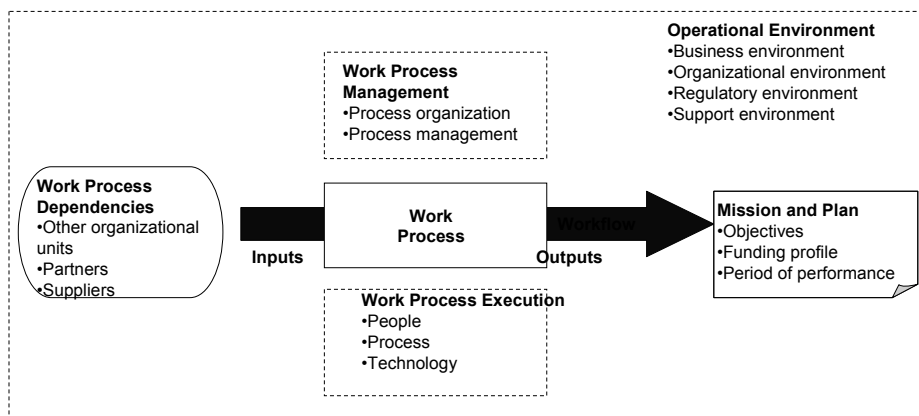 Operational Environment
•Business environment
•Organizational environment
•Regulatory environment
•Support environment
Work Process
Management
•Process organization
•Process management
Work Process
Dependencies
•Other organizational
units
•Partners
•Suppliers
Inputs
Work
Process
Workflow
Outputs
Mission and Plan
•Objectives
•Funding profile
•Period of performance
Work Process Execution
•People
•Process
•Technology